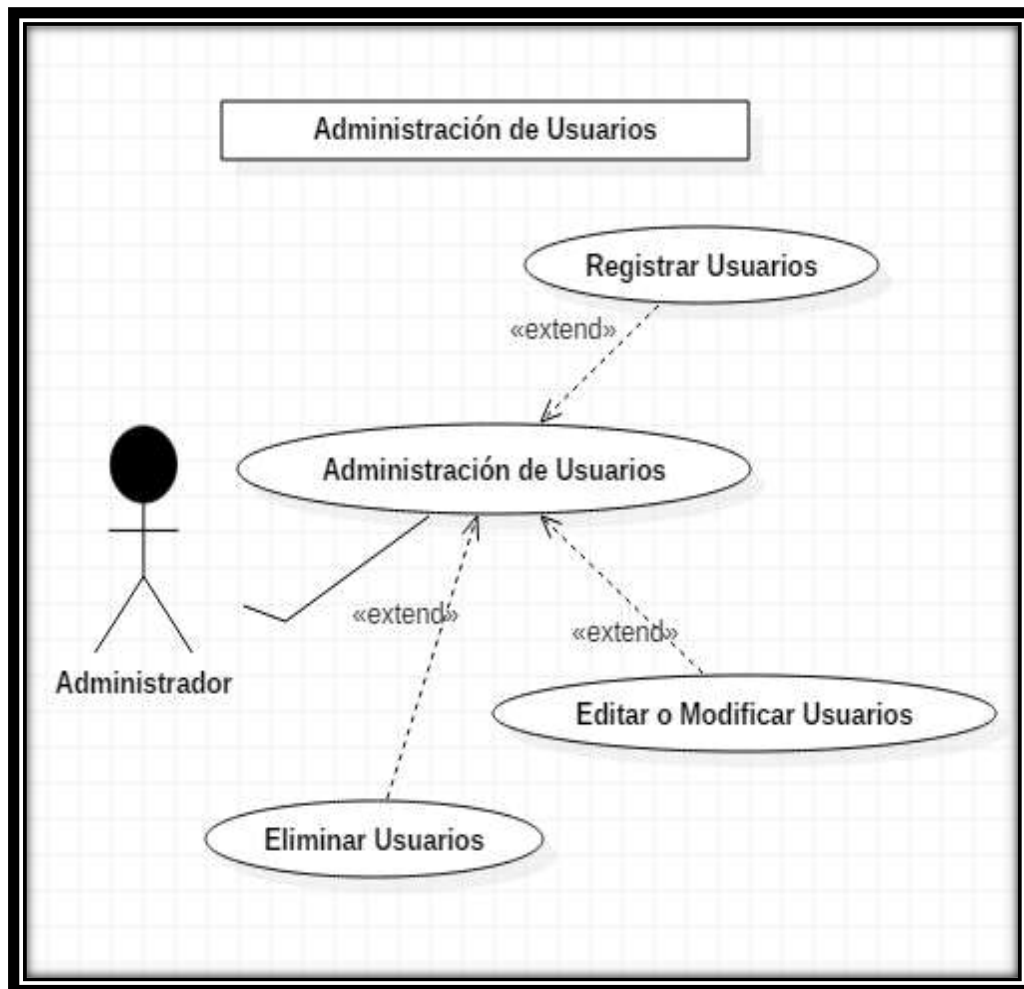 Administración de Usuarios
Registrar Usuarios
«extend»
Administración de Usuarios
«extend»
«extend»
Administrador
Editar o Modificar Usuarios
Eliminar Usuarios